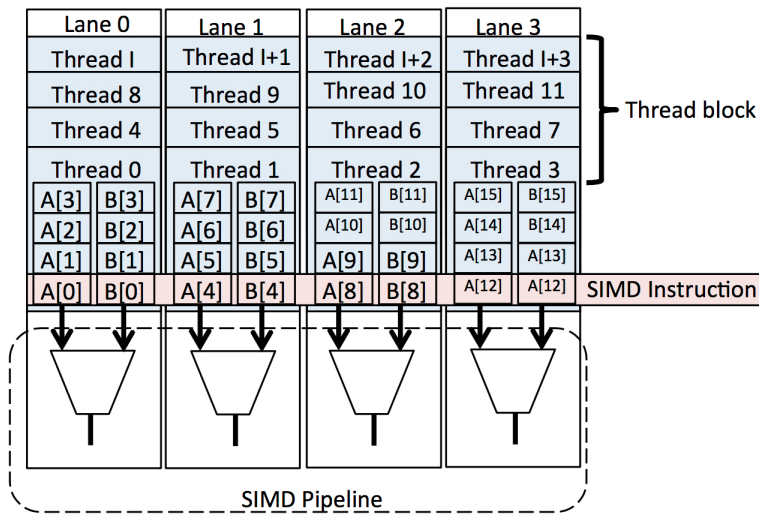 Lane 0 Lane 1 Lane 2 Lane 3
Thread I Thread I+1 Thread I+2 Thread I+3
Thread 8 Thread 9 Thread 10 Thread 11
Thread block
Thread 4 Thread 5 Thread 6 Thread 7
Thread 0 Thread 1 Thread 2 Thread 3
A[3] B[3] A[7] B[7] A[11] B[11] A[15] B[15]
A[2] B[2] A[6] B[6] A[10] B[10] A[14] B[14]
A[1] B[1] A[5] B[5] A[9] B[9] A[13] A[13]
A[0] B[0] A[4] B[4] A[8] B[8] A[12] A[12] SIMD Instruction
SIMD Pipeline